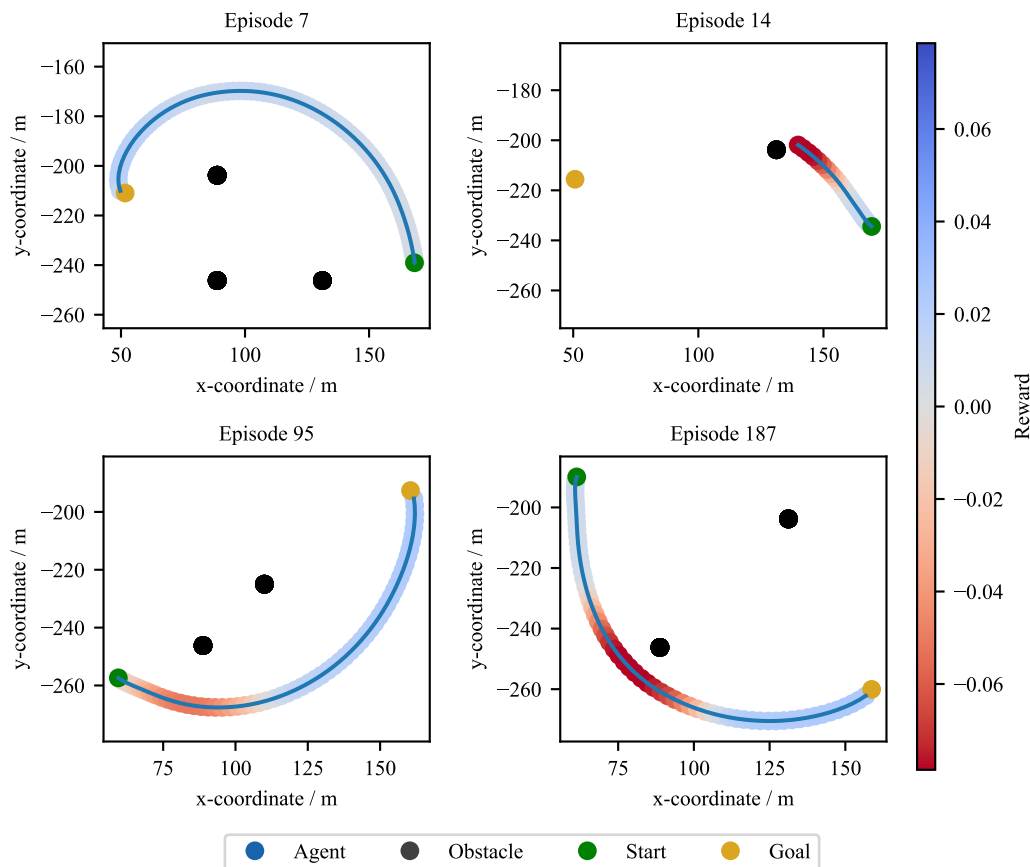 Episode 7
Episode 14
−160
−180
−200
−220
−240
−260
y-coordinate / m
50
100
150
x-coordinate / m
−180
−200
−220
−240
−260
y-coordinate / m
50
100
150
x-coordinate / m
Episode 95
Episode 187
−200
−220
−240
−260
y-coordinate / m
75
100
125
150
x-coordinate / m
−200
−220
−240
−260
y-coordinate / m
75
100
125
150
x-coordinate / m
0.06
0.04
0.02
0.00
−0.02
−0.04
−0.06
Reward
Agent Obstacle Start Goal